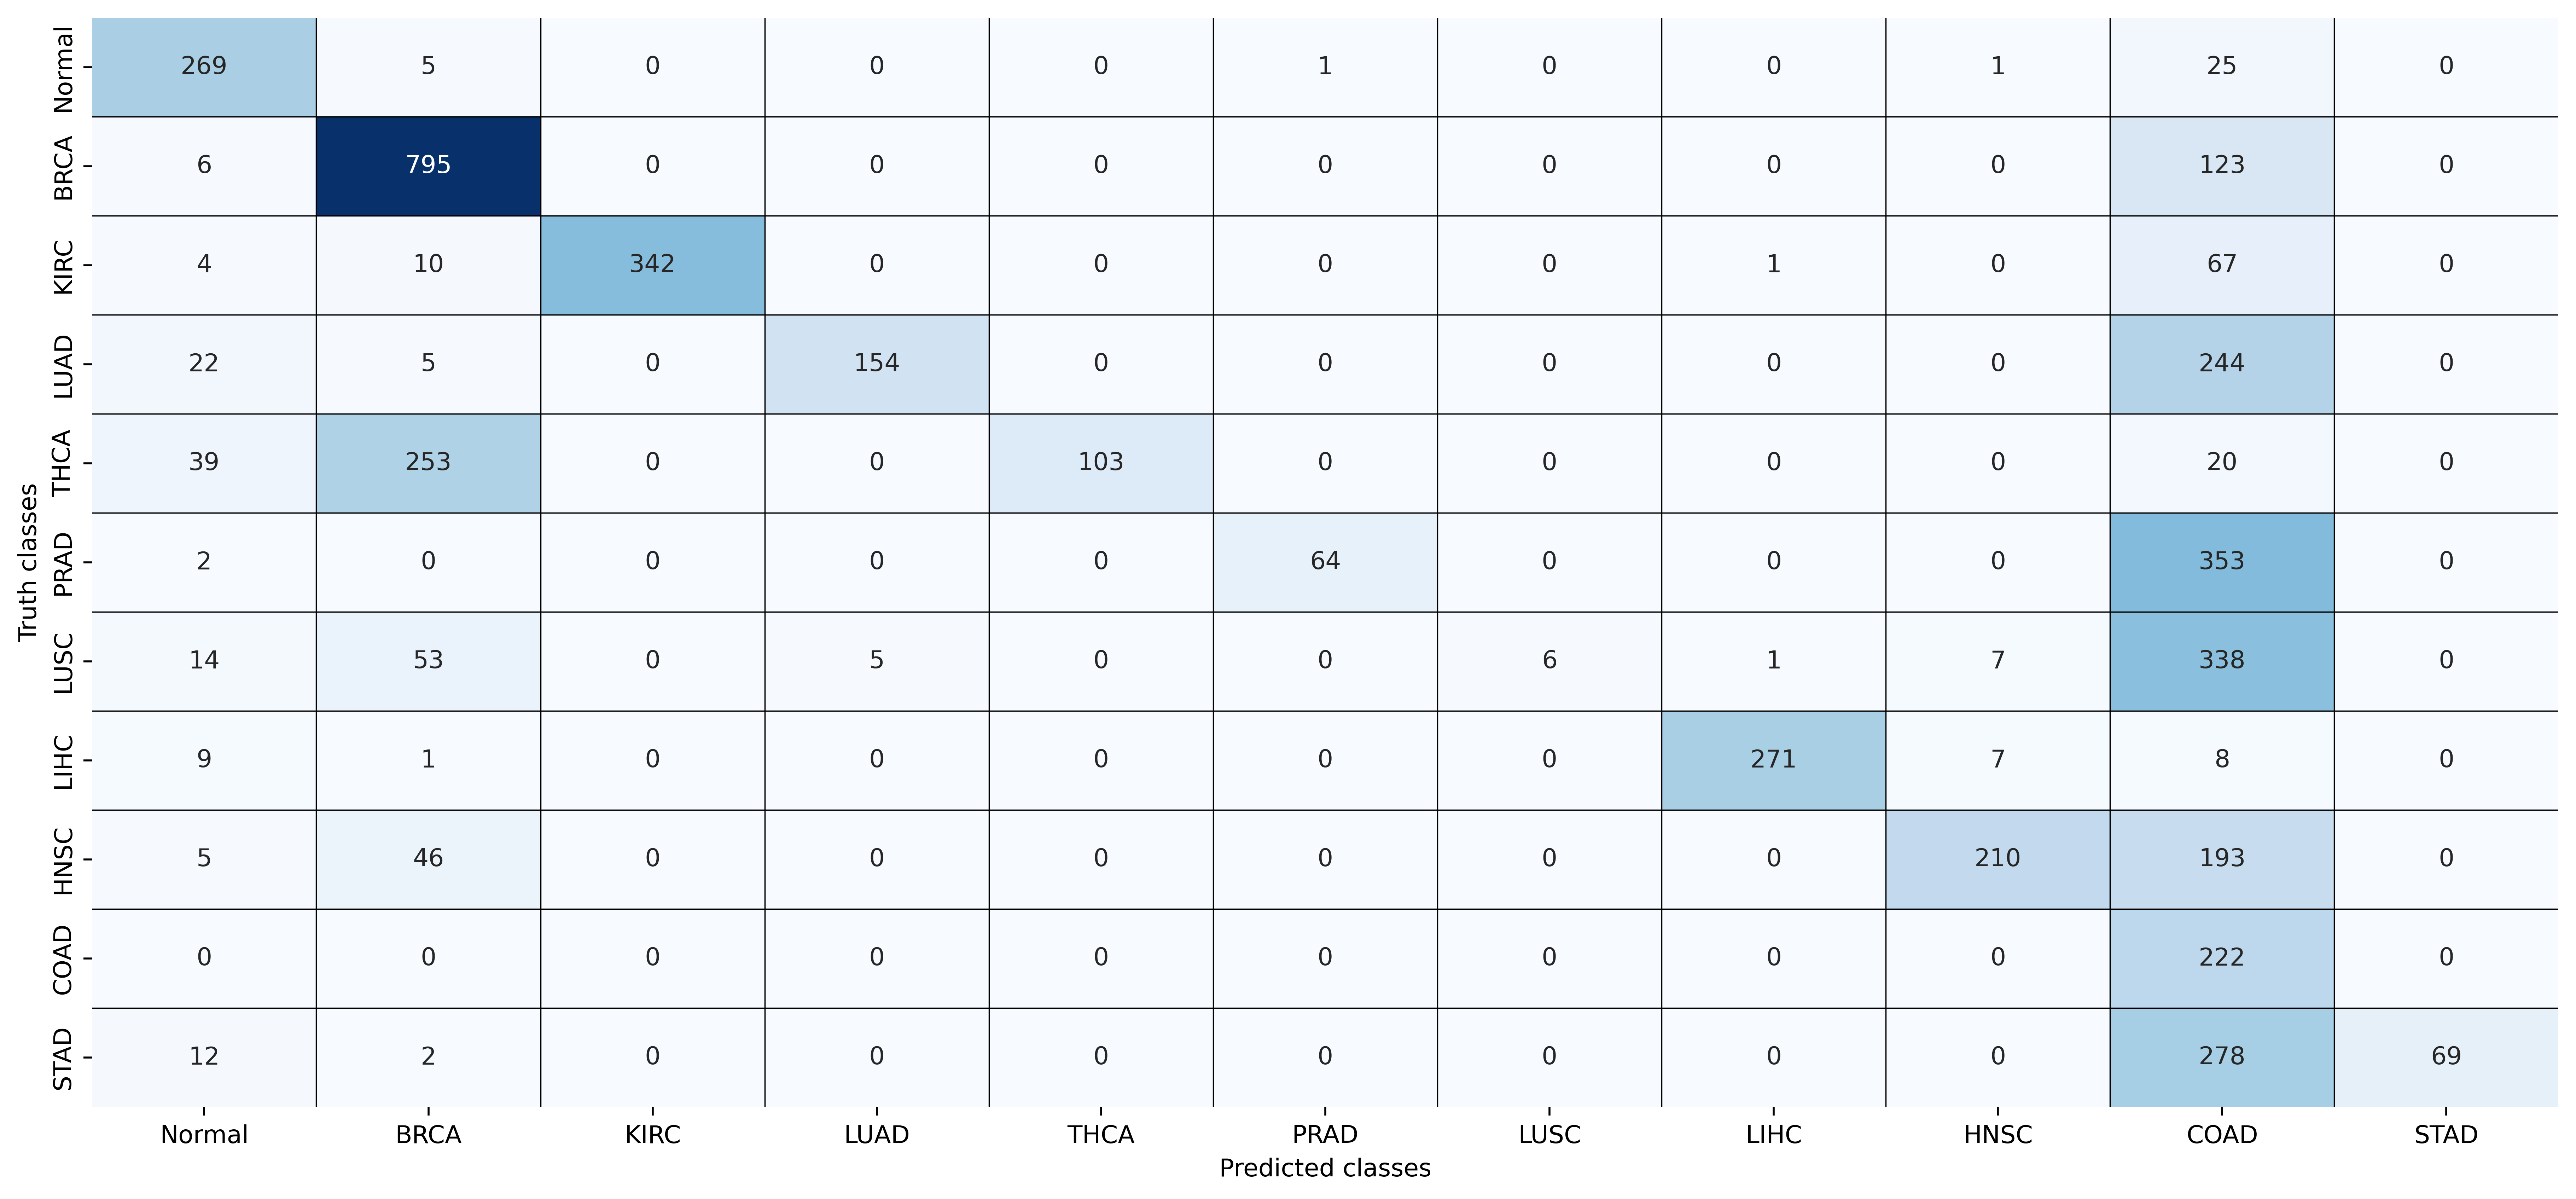 Truth classes
Normal 269 5 0 0 0 1 0 0 1 25 0
BRCA 6 795 0 0 0 0 0 0 0 123 0
KIRC 4 10 342 0 0 0 0 1 0 67 0
LUAD 22 5 0 154 0 0 0 0 0 244 0
THCA 39 253 0 0 103 0 0 0 0 20 0
PRAD 2 0 0 0 0 64 0 0 0 353 0
LUSC 14 53 0 5 0 0 6 1 7 338 0
LIHC 9 1 0 0 0 0 0 271 7 8 0
HNSC 5 46 0 0 0 0 0 0 210 193 0
COAD 0 0 0 0 0 0 0 0 0 222 0
STAD 12 2 0 0 0 0 0 0 0 278 69
Normal BRCA KIRC LUAD THCA PRAD LUSC LIHC HNSC COAD STAD
Predicted classes